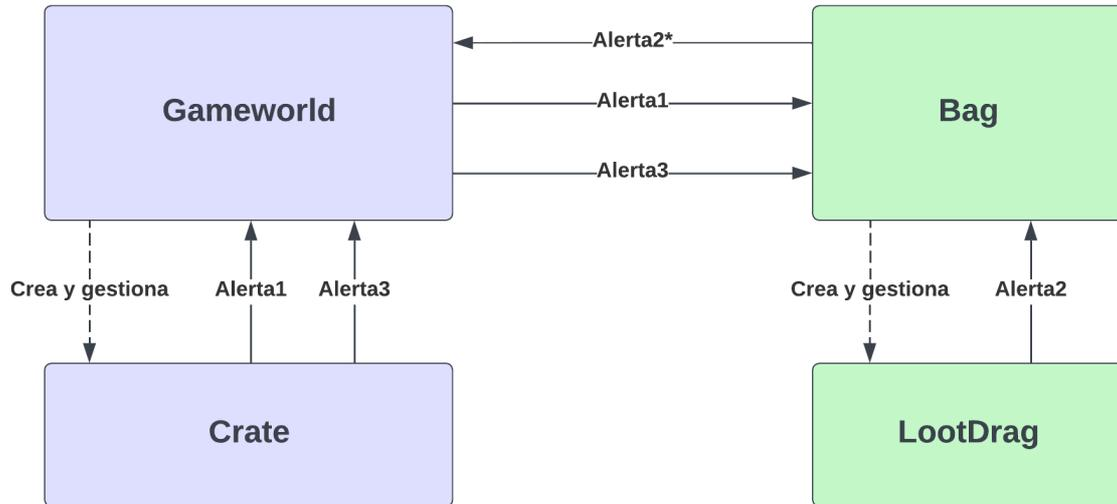 Alerta2*
Gameworld
Alerta1
Bag
Alerta3
Crea y gestiona
Alerta1
Alerta3
Crea y gestiona
Alerta2
Crate
LootDrag